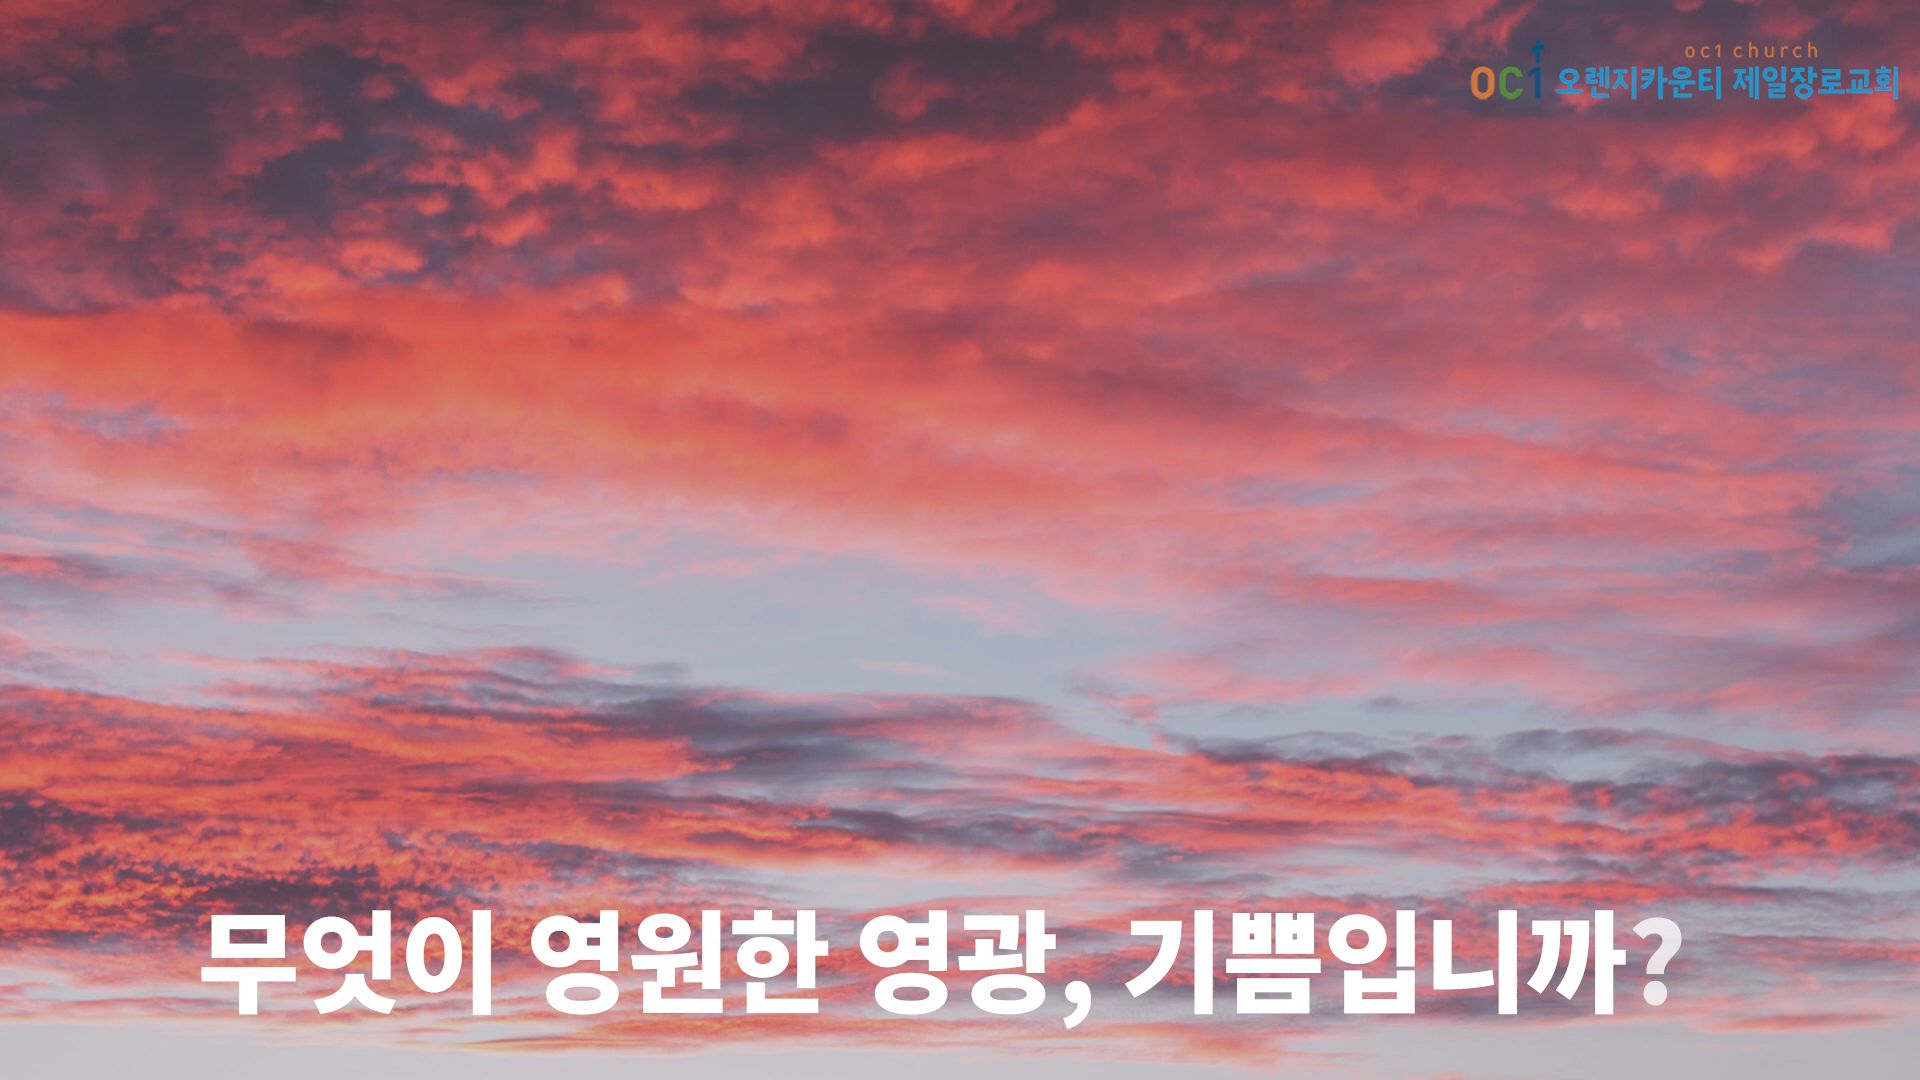 oc1 church
oc1 오렌지카운티 제일장로교회
무엇이 영원한 영광, 기쁨입니까?